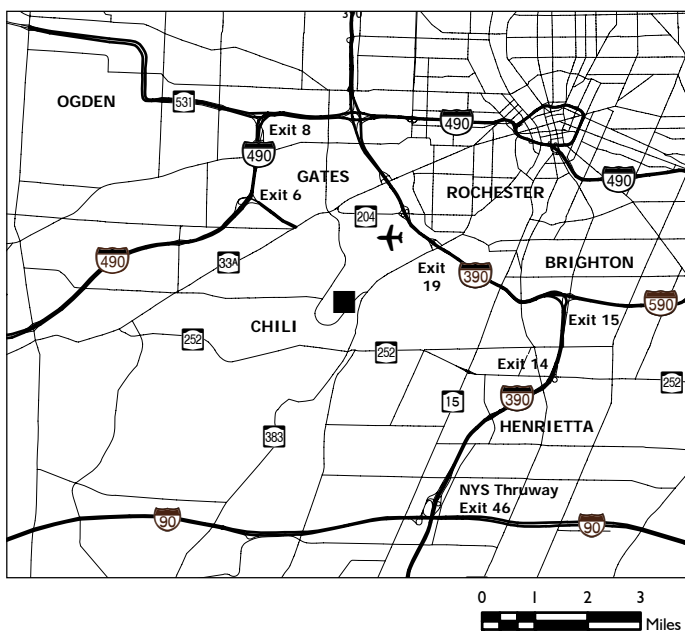 390
531
OGDEN
490
Exit 8
490
GATES
490
Exit 6
ROCHESTER
204
490
33A
Exit
19
390
BRIGHTON
590
Exit 15
CHILI
252
252
Exit 14
252
390
15
HENRIETTA
383
NYS Thruway
Exit 46
90
90
0 1 2 3
Miles